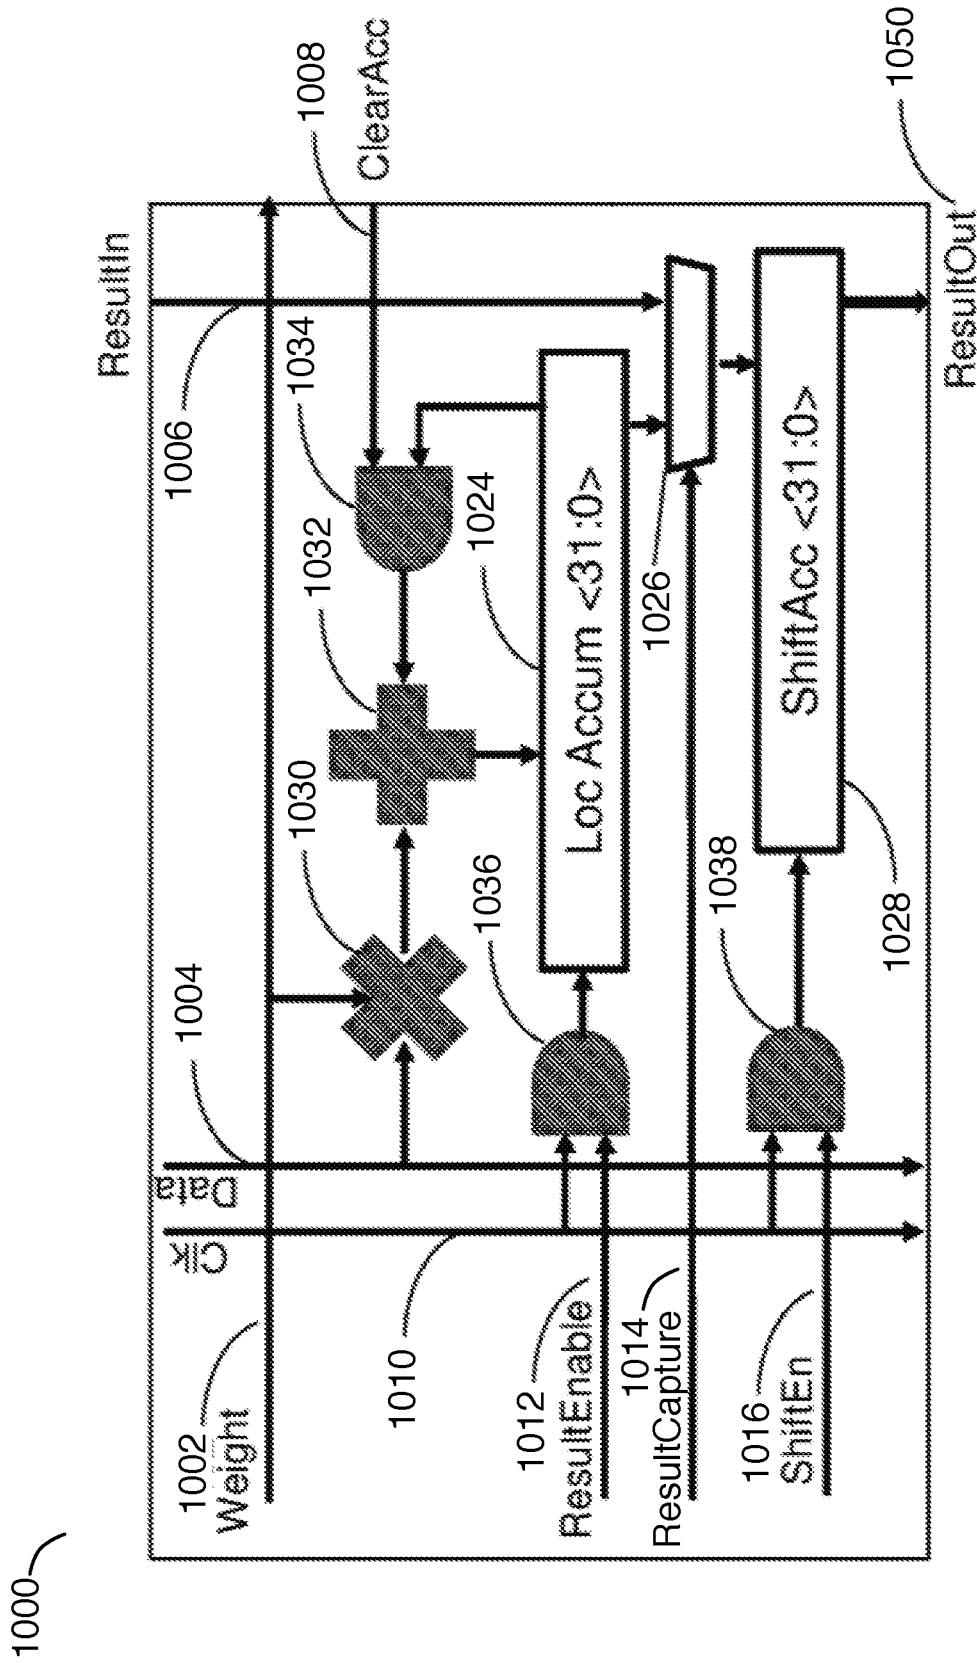 1000
1002
Weight
Clk
Data
1004
1010
1030
1032
1034
1006
ResultIn
1008
ClearAcc
1012
ResultEnable
1036
1024
Loc Accum <31:0>
1014
ResultCapture
1026
1016
ShiftEn
1038
1028
ShiftAcc <31:0>
ResultOut
1050